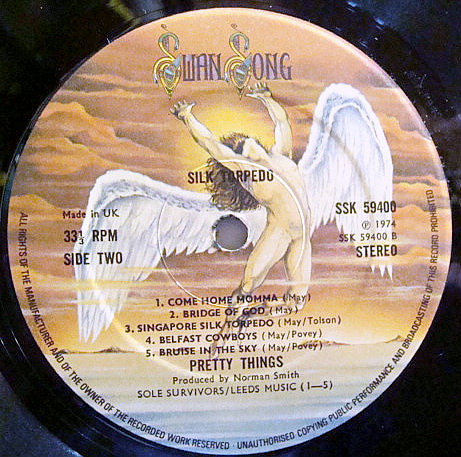 SWAN SONG
SILK TORPEDO
Made in UK
33⅓ RPM
SIDE TWO
SSK 59400
℗ 1974
SSK 59400 B
STEREO
1. COME HOME MOMMA (May)
2. BRIDGE OF GOD (May)
3. SINGAPORE SILK TORPEDO (May/Tolson)
4. BELFAST COWBOYS (May/Povey)
5. BRUISE IN THE SKY (May/Povey)
PRETTY THINGS
Produced by Norman Smith
SOLE SURVIVORS/LEEDS MUSIC (1—5)
ALL RIGHTS OF THE MANUFACTURER AND OF THE OWNER OF THE RECORDED WORK RESERVED · UNAUTHORISED COPYING PUBLIC PERFORMANCE AND BROADCASTING OF THIS RECORD PROHIBITED